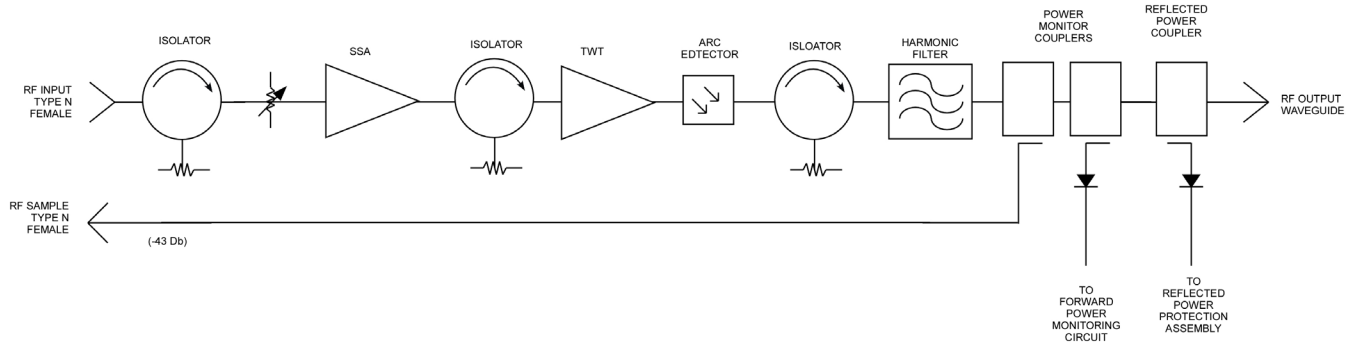 ISOLATOR
SSA
ISOLATOR
TWT
ARC
EDTECTOR
ISLOATOR
HARMONIC
FILTER
POWER
MONITOR
COUPLERS
REFLECTED
POWER
COUPLER
RF INPUT
TYPE N
FEMALE
RF OUTPUT
WAVEGUIDE
RF SAMPLE
TYPE N
FEMALE
(-43 Db)
TO
FORWARD
POWER
MONITORING
CIRCUIT
TO
REFLECTED
POWER
PROTECTION
ASSEMBLY